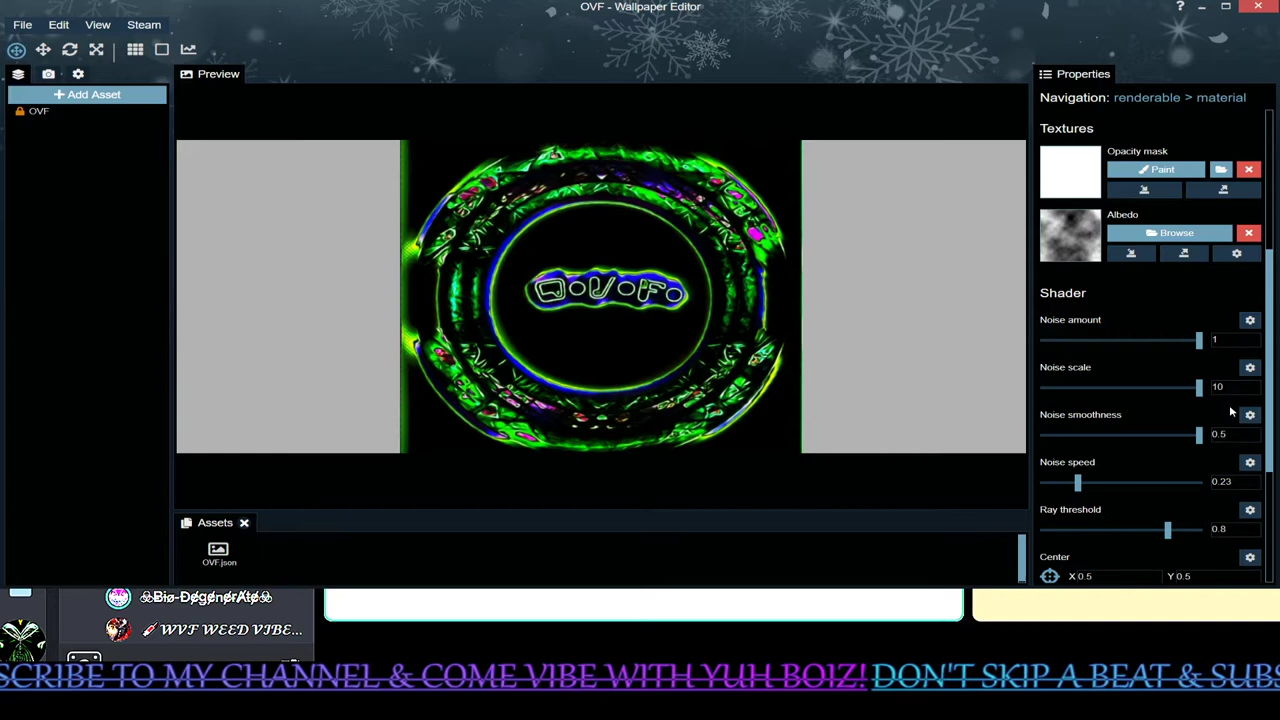 OVF - Wallpaper Editor
File Edit View Steam
Preview
Properties
+ Add Asset
OVF
Navigation: renderable > material
Textures
Opacity mask
Paint
Albedo
Browse
Shader
Noise amount
1
Noise scale
10
Noise smoothness
0.5
Noise speed
0.23
Ray threshold
0.8
Center
X 0.5 Y 0.5
O.V.F.
Assets
OVF.json
☠Biø-DegenerAte☠
WVF WEED VIBE...
SCRIBE TO MY CHANNEL & COME VIBE WITH YUH BOIZ! DON'T SKIP A BEAT & SUBS